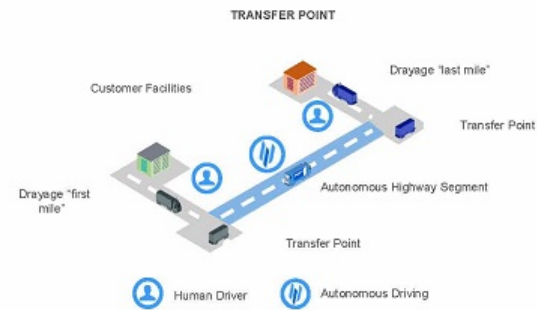 TRANSFER POINT
Drayage "last mile"
Customer Facilities
Transfer Point
Autonomous Highway Segment
Drayage "first
mile"
Transfer Point
Human Driver
Autonomous Driving